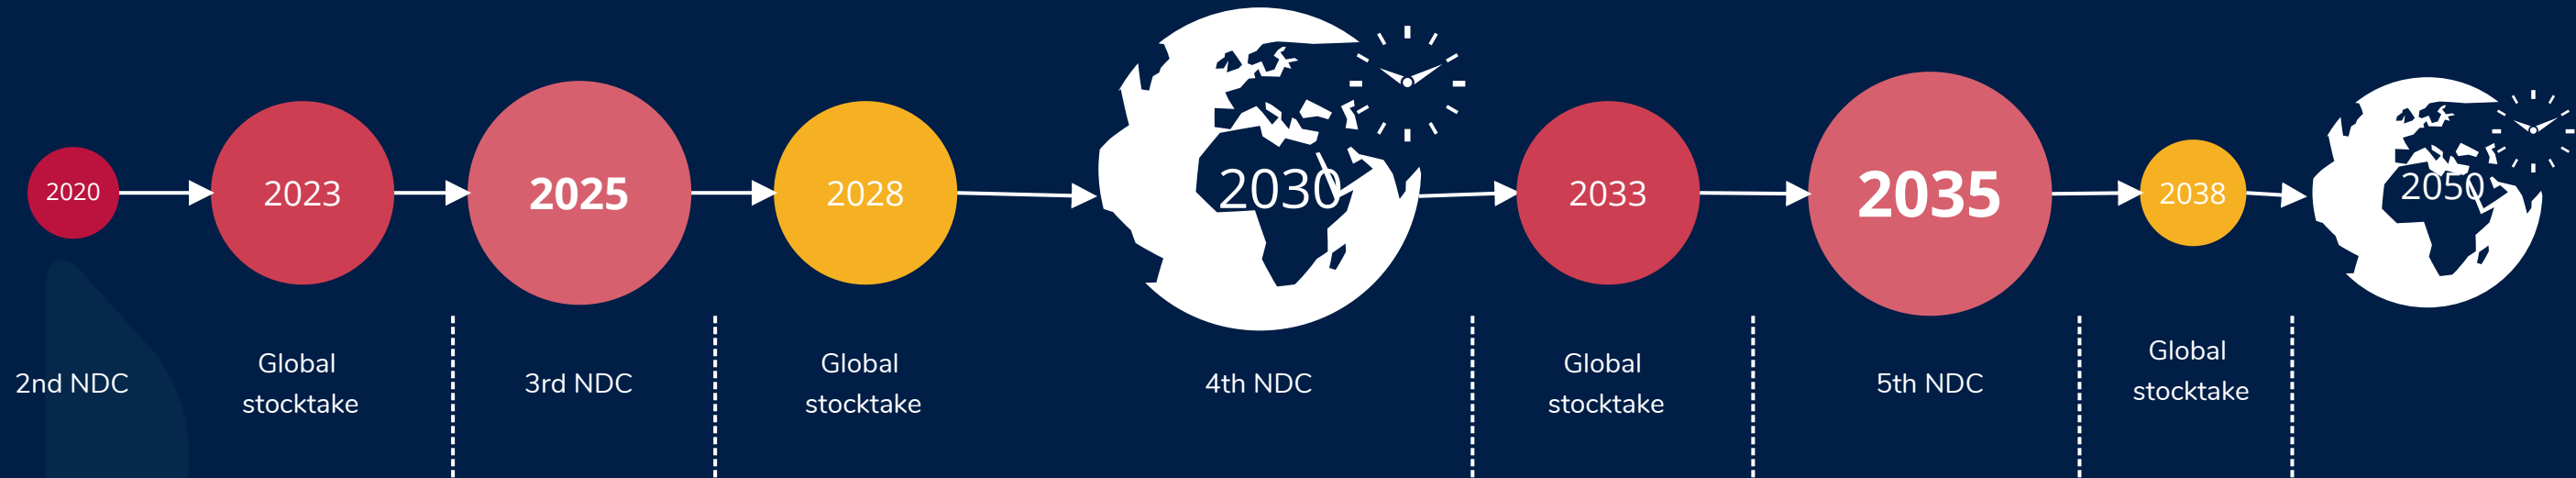 2020
2023
2025
2028
2030
2033
2035
2038
2050
2nd NDC
Global
stocktake
3rd NDC
Global
stocktake
4th NDC
Global
stocktake
5th NDC
Global
stocktake